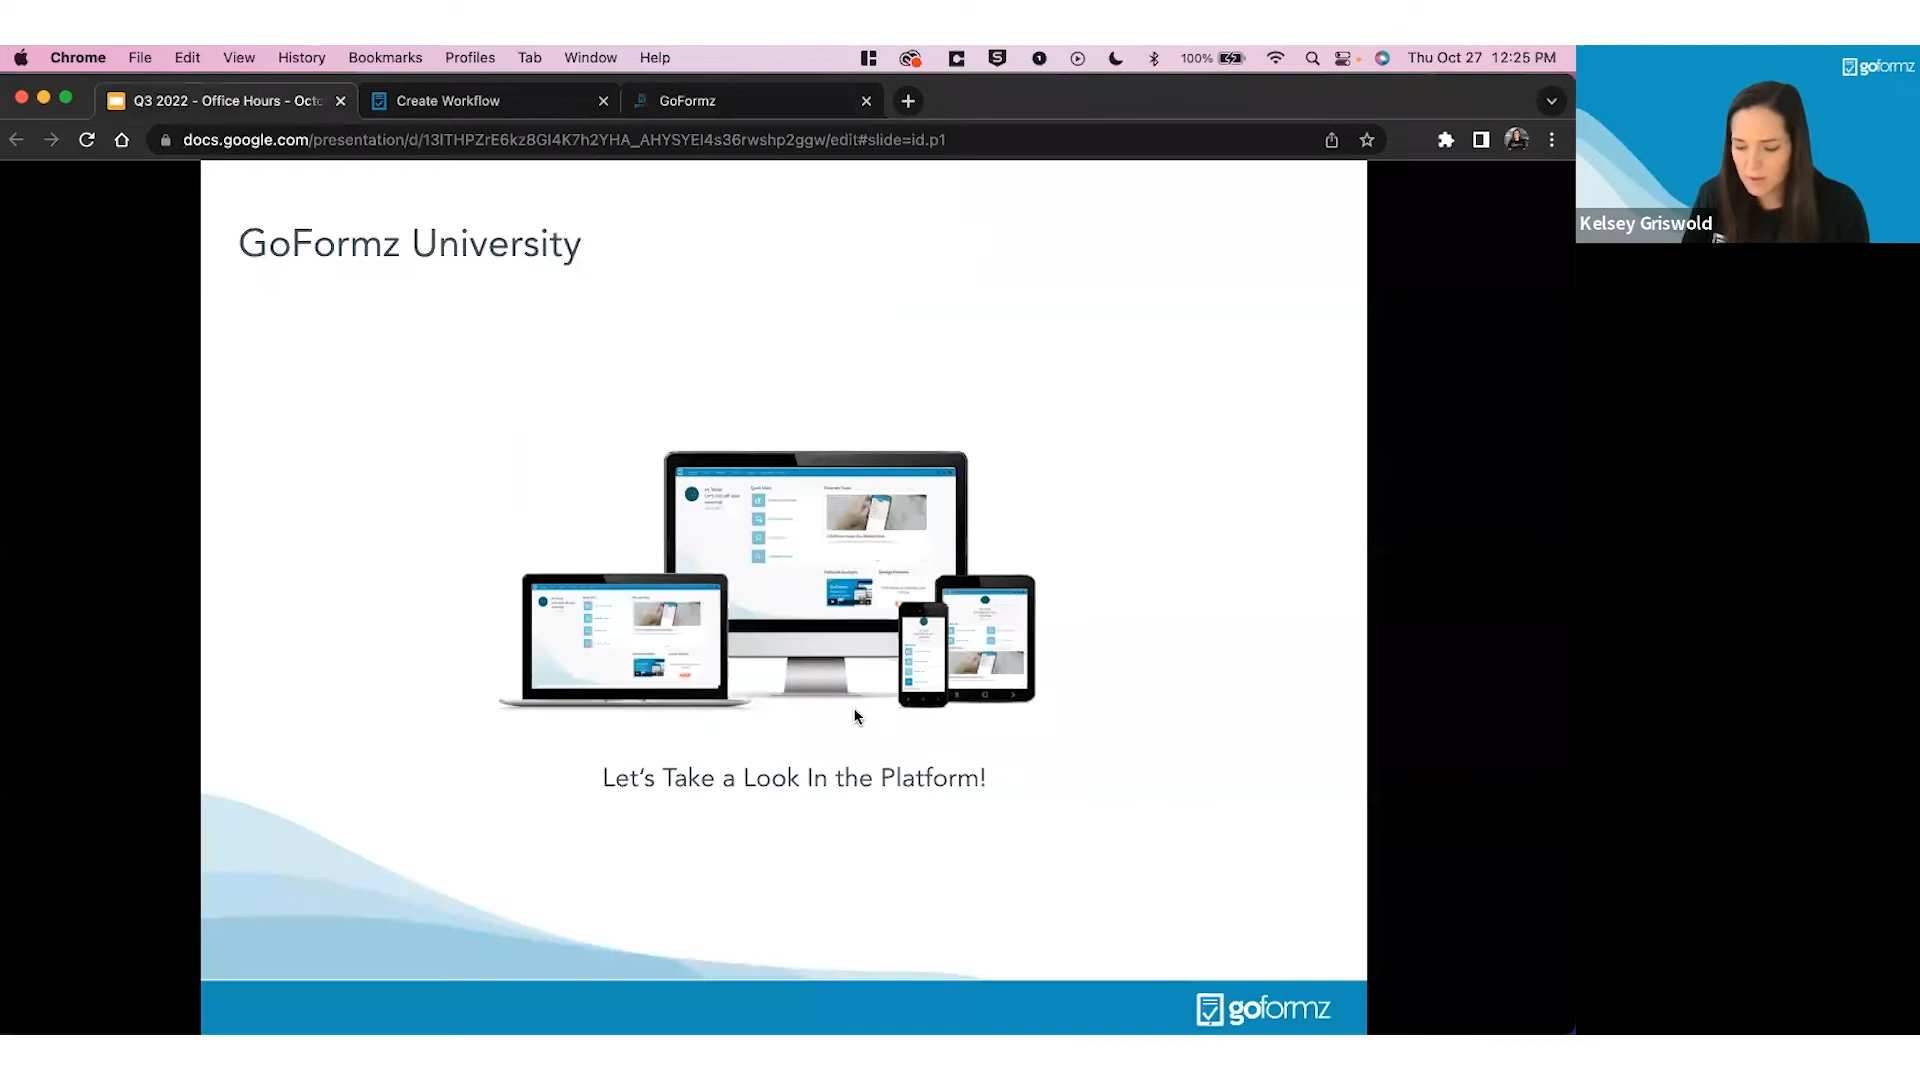 Chrome File Edit View History Bookmarks Profiles Tab Window Help 100% Thu Oct 27 12:25 PM
goformz
Q3 2022 - Office Hours - Octo
Create Workflow
GoFormz
docs.google.com/presentation/d/13lTHPZrE6kz8GI4K7h2YHA_AHYSYEI4s36rwshp2ggw/edit#slide=id.p1
Kelsey Griswold
GoFormz University
Let's Take a Look In the Platform!
goformz